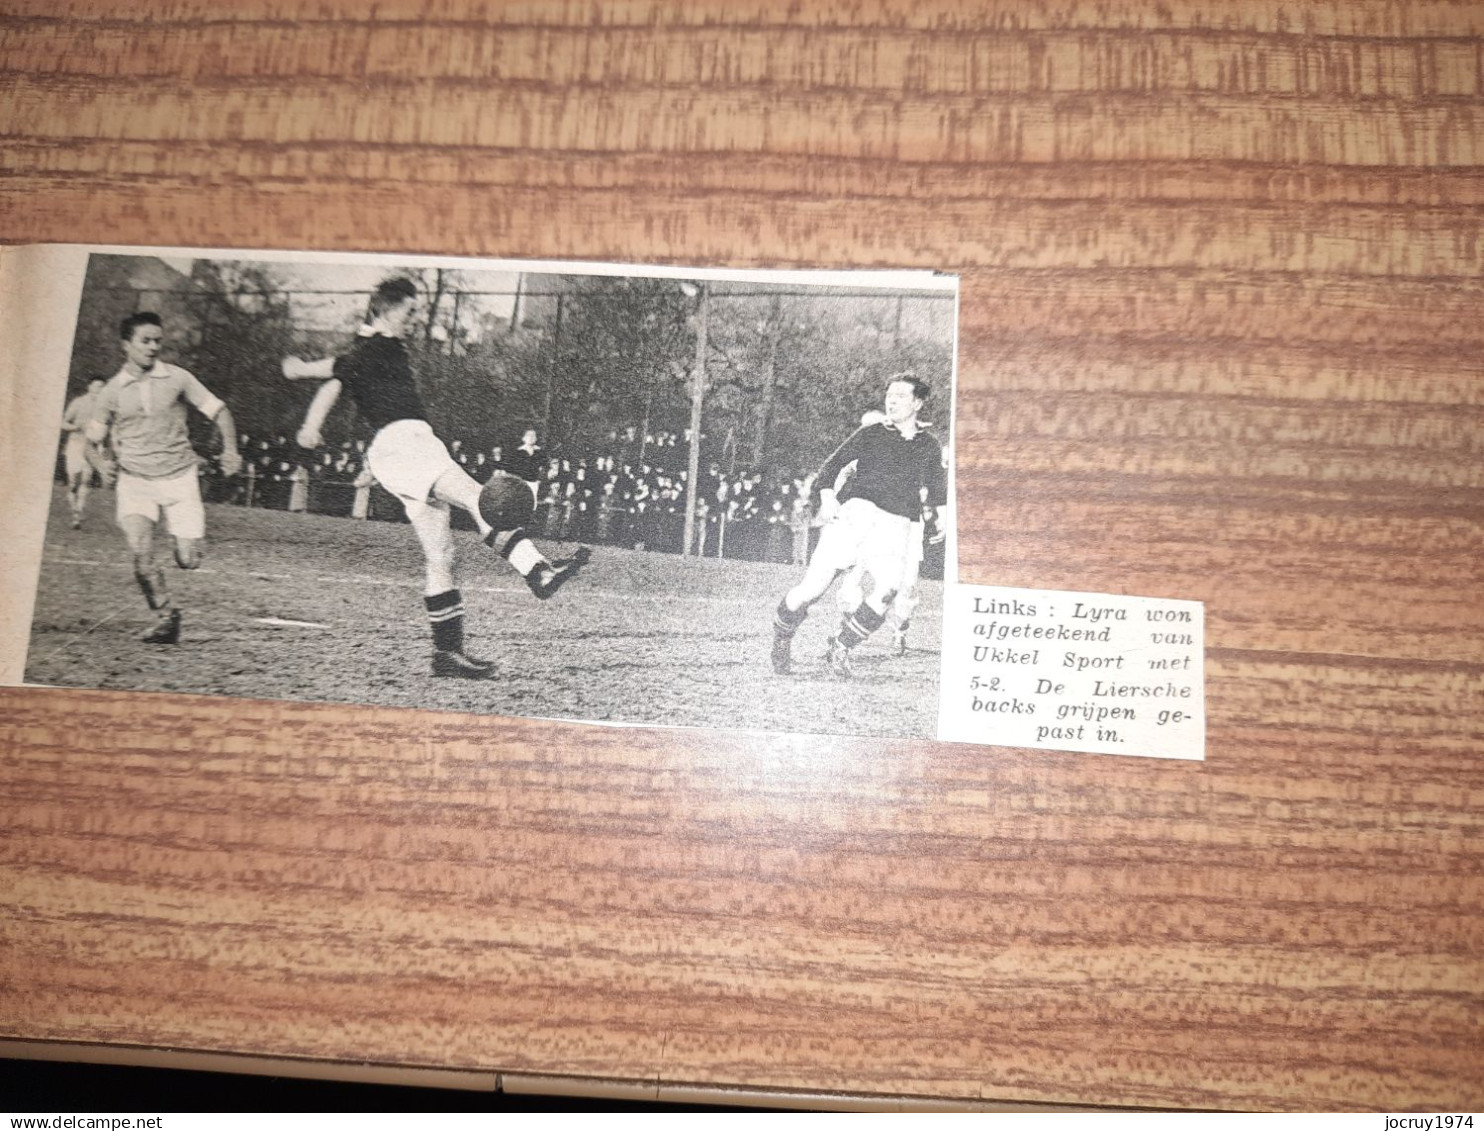 Links : Lyra won
afgeteekend van
Ukkel Sport met
5-2. De Liersche
backs grijpen ge-
past in.
www.delcampe.net
jocruy1974